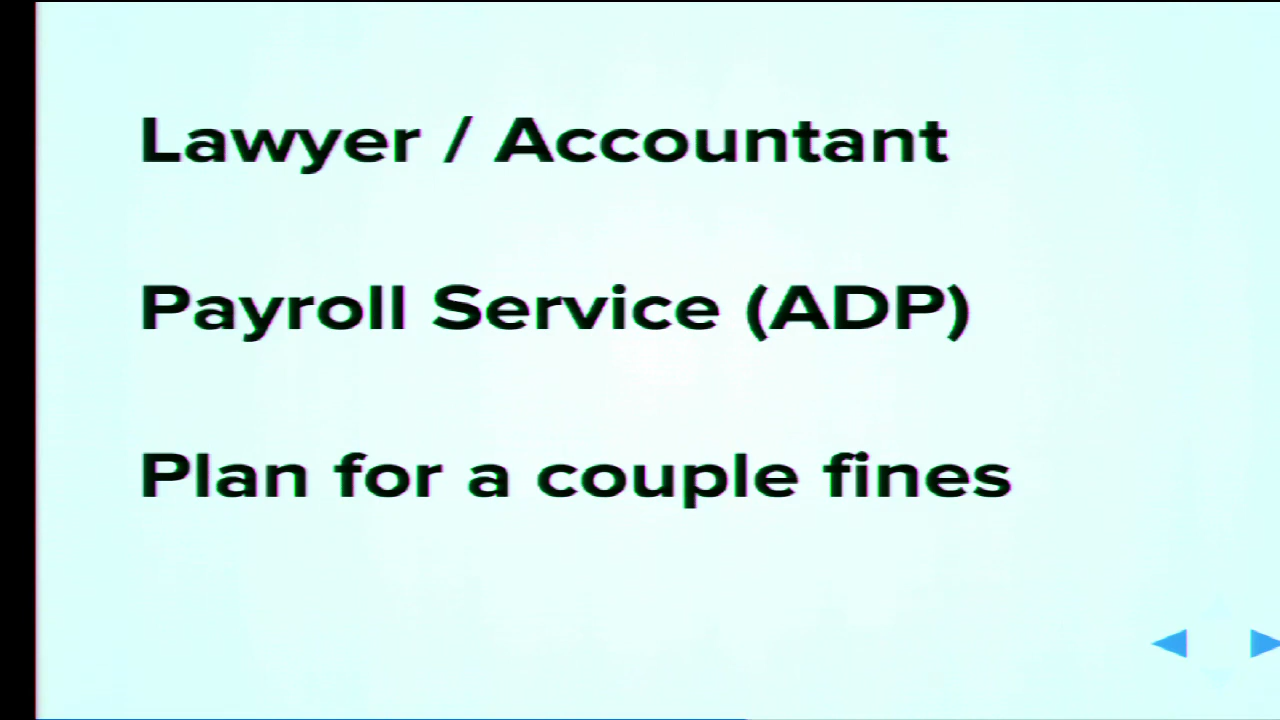 Lawyer / Accountant
Payroll Service (ADP)
Plan for a couple fines